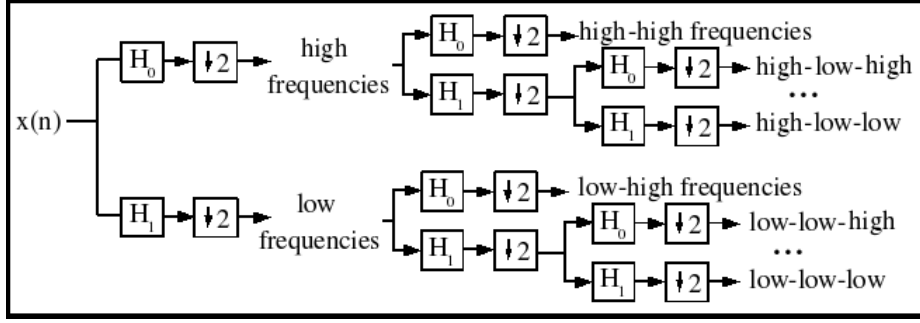 x(n)
H0
↓2
high
frequencies
H0
↓2
high-high frequencies
H1
↓2
H0
↓2
high-low-high
...
H1
↓2
high-low-low
H1
↓2
low
frequencies
H0
↓2
low-high frequencies
H1
↓2
H0
↓2
low-low-high
...
H1
↓2
low-low-low